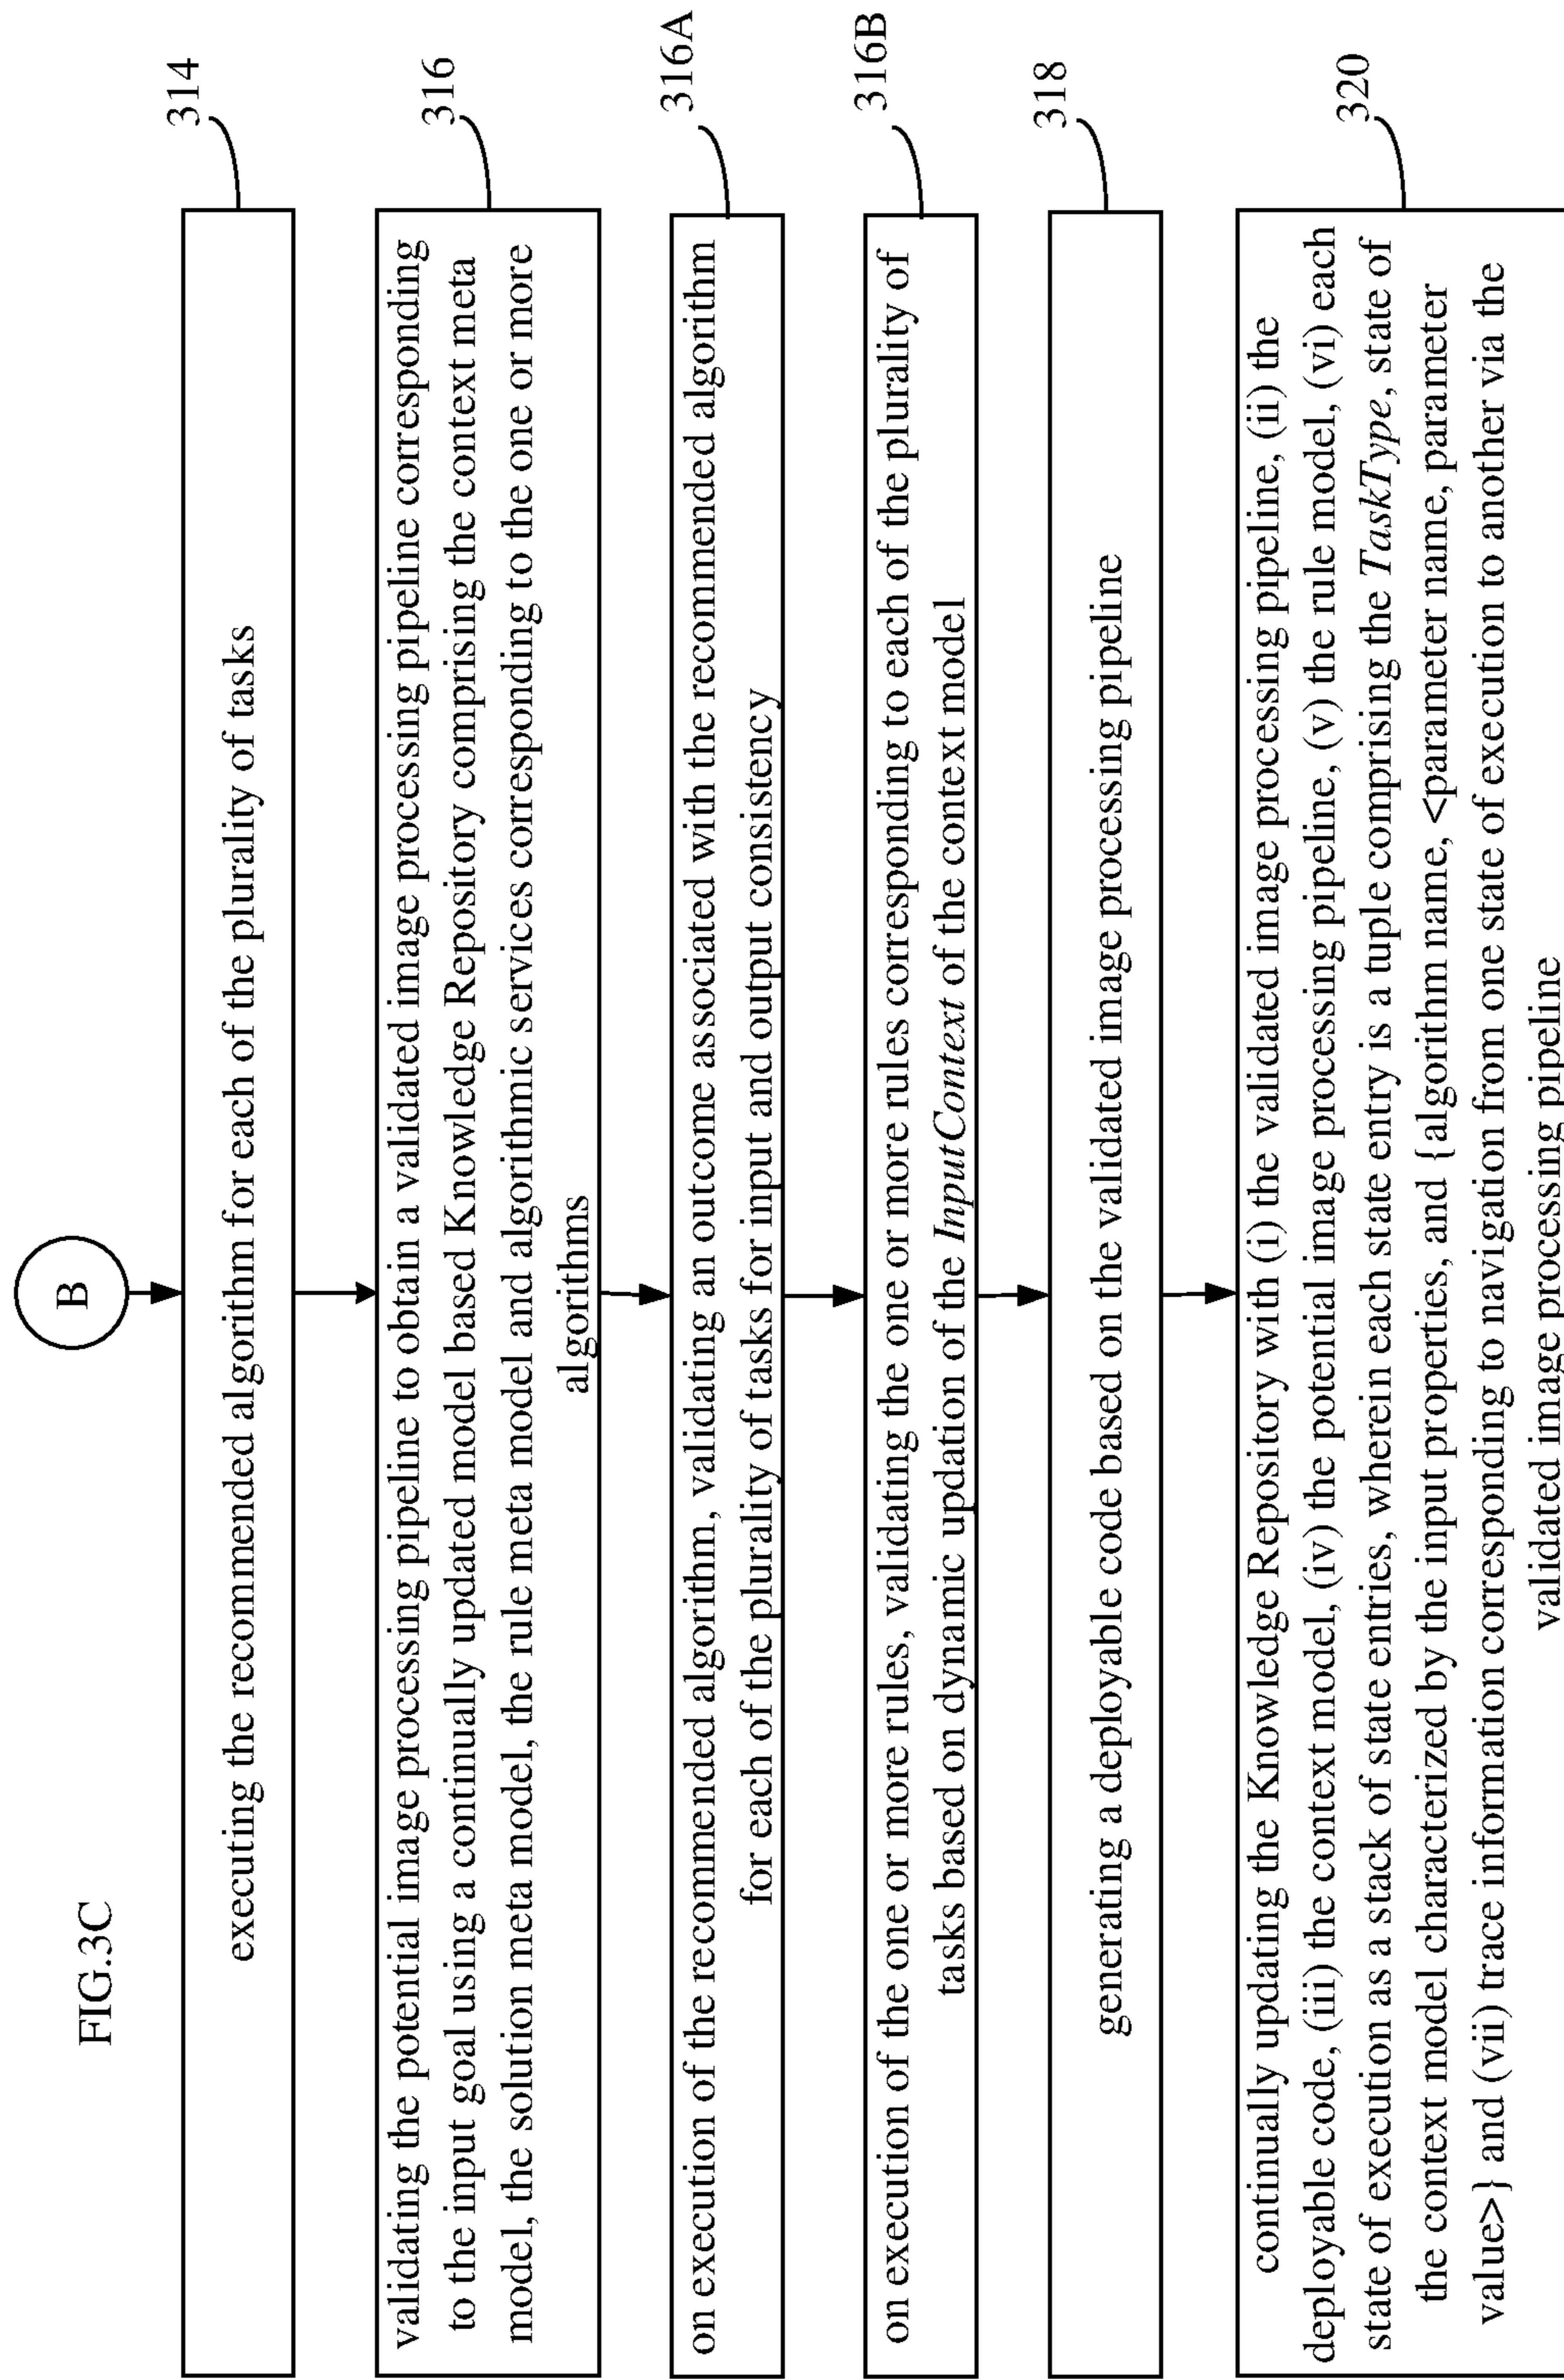 FIG.3C
B
314
executing the recommended algorithm for each of the plurality of tasks
316
validating the potential image processing pipeline to obtain a validated image processing pipeline corresponding
to the input goal using a continually updated model based Knowledge Repository comprising the context meta
model, the solution meta model, the rule meta model and algorithmic services corresponding to the one or more
algorithms
316A
on execution of the recommended algorithm, validating an outcome associated with the recommended algorithm
for each of the plurality of tasks for input and output consistency
316B
on execution of the one or more rules, validating the one or more rules corresponding to each of the plurality of
tasks based on dynamic updation of the InputContext of the context model
318
generating a deployable code based on the validated image processing pipeline
320
continually updating the Knowledge Repository with (i) the validated image processing pipeline, (ii) the
deployable code, (iii) the context model, (iv) the potential image processing pipeline, (v) the rule model, (vi) each
state of execution as a stack of state entries, wherein each state entry is a tuple comprising the TaskType, state of
the context model characterized by the input properties, and {algorithm name, <parameter name, parameter
value>} and (vii) trace information corresponding to navigation from one state of execution to another via the
validated image processing pipeline